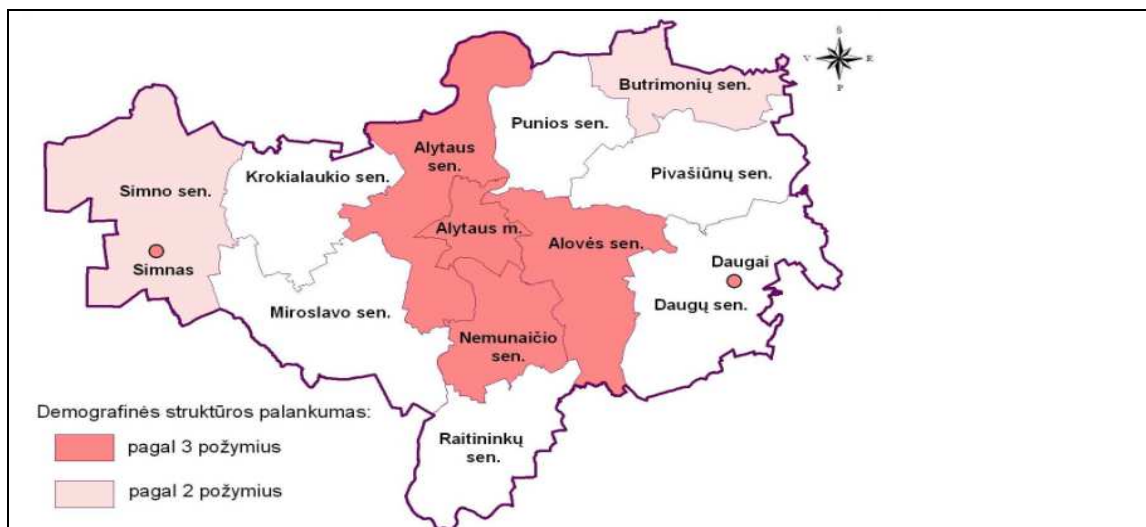 Š
V E
P
Butrimonių sen.
Punios sen.
Alytaus
sen.
Krokialaukio sen.
Pivašiūnų sen.
Simno sen.
Alytaus m.
Alovės sen.
Simnas
Daugai
Miroslavo sen.
Daugų sen.
Nemunaičio
sen.
Demografinės struktūros palankumas:
pagal 3 požymius
Raitininkų
sen.
pagal 2 požymius